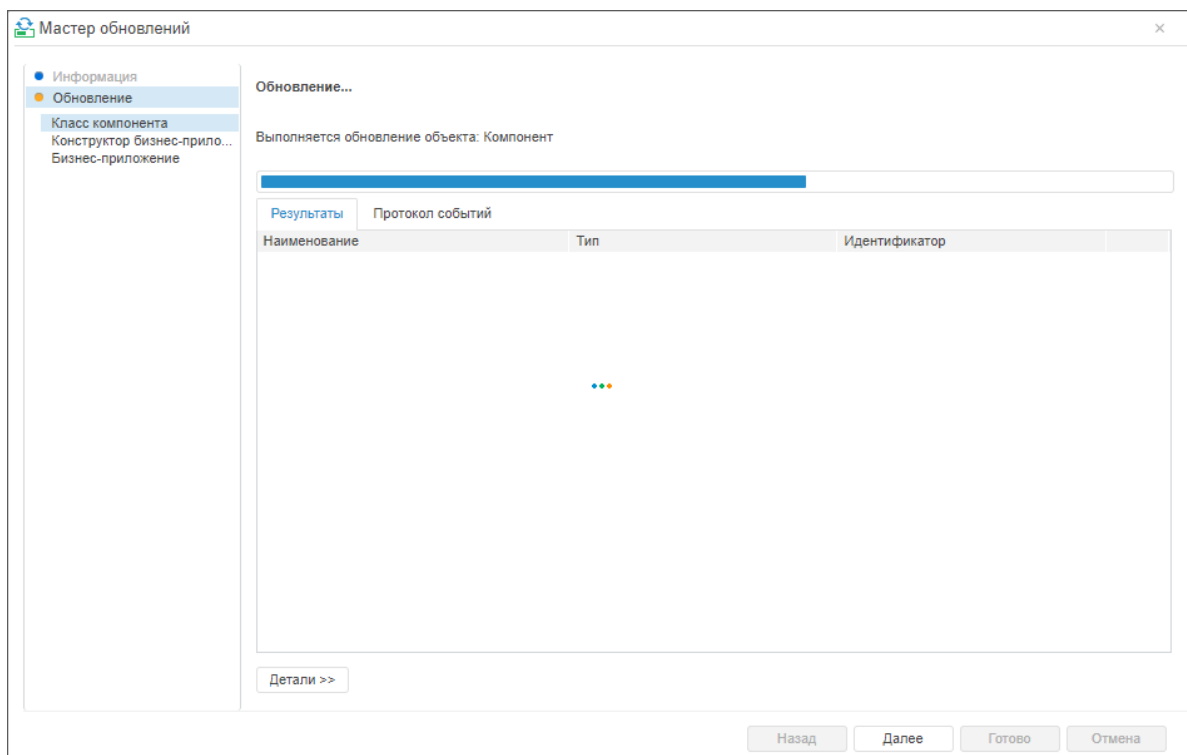 Мастер обновлений
Информация
Обновление
Класс компонента
Конструктор бизнес-прило...
Бизнес-приложение
Обновление...
Выполняется обновление объекта: Компонент
Результаты Протокол событий
Наименование Тип Идентификатор
Детали >>
Назад Далее Готово Отмена